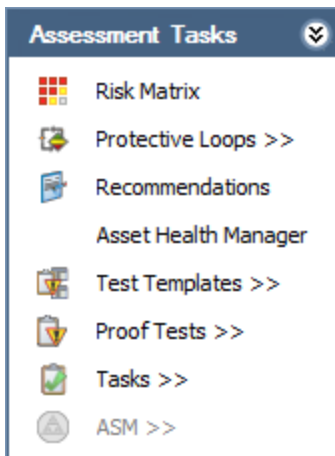 Assessment Tasks
Risk Matrix
Protective Loops >>
Recommendations
Asset Health Manager
Test Templates >>
Proof Tests >>
Tasks >>
ASM >>